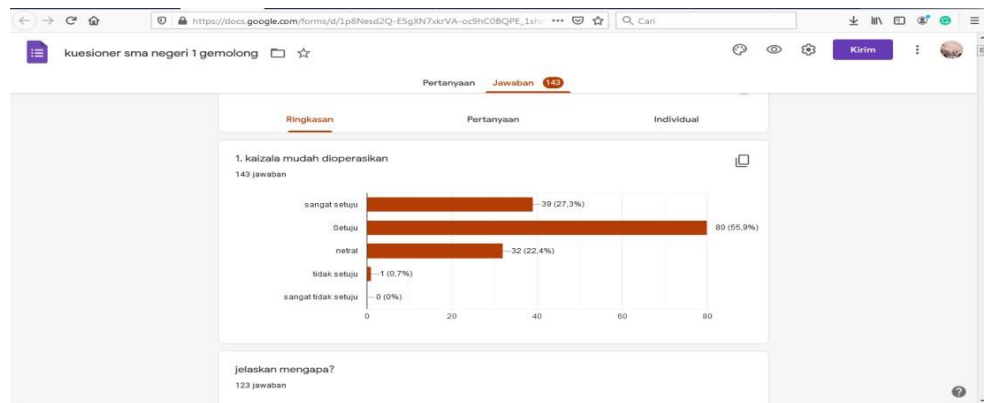 https://docs.google.com/forms/d/1p8Nesd2Q-E5gXN7xkrVA-oc9hC0BQPE_1sh
Cari
kuesioner sma negeri 1 gemolong
Kirim
Pertanyaan Jawaban 143
Ringkasan Pertanyaan Individual
1. kaizala mudah dioperasikan
143 jawaban
sangat setuju 39 (27,3%)
Setuju 80 (55,9%)
netral 32 (22,4%)
tidak setuju 1 (0,7%)
sangat tidak setuju 0 (0%)
0 20 40 60 80
jelaskan mengapa?
123 jawaban